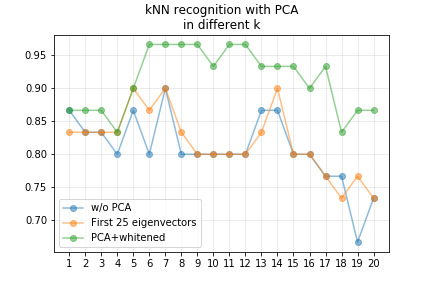 kNN recognition with PCA
in different k
0.95
0.90
0.85
0.80
0.75
0.70
w/o PCA
First 25 eigenvectors
PCA+whitened
1 2 3 4 5 6 7 8 9 10 11 12 13 14 15 16 17 18 19 20